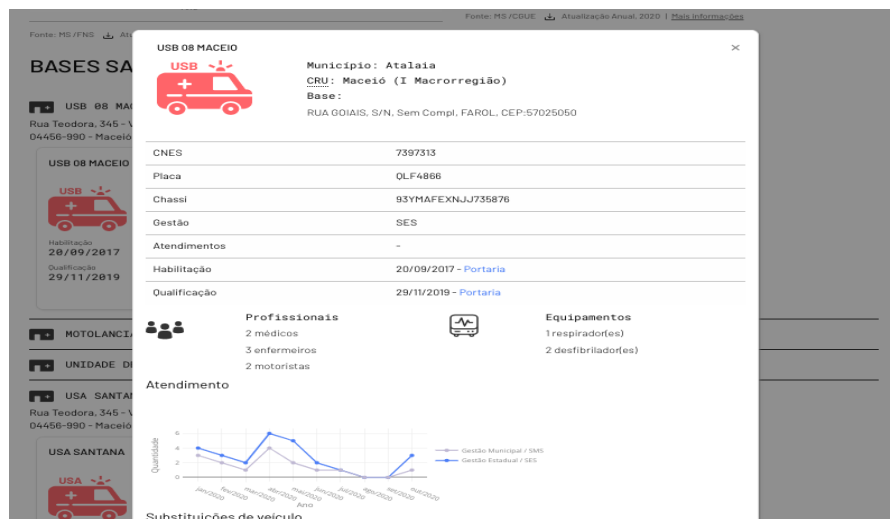 Fonte: MS/CGUE Atualização Anual, 2020 | Mais informações
Fonte: MS/FNS
BASES SA
USB 08 MAC
Rua Teodora, 345 - V
04456-990 - Maceió
USB 08 MACEIO
USB
Habilitação
20/09/2017
Qualificação
29/11/2019
MOTOLANCIA
UNIDADE DE
USA SANTAN
Rua Teodora, 345 - V
04456-990 - Maceió
USA SANTANA
USA
USB 08 MACEIO ×
USB
Município: Atalaia
CRU: Maceió (I Macrorregião)
Base:
RUA GOIAIS, S/N, Sem Compl, FAROL, CEP:57025050
CNES 7397313
Placa QLF4866
Chassi 93YMAFEXNJJ735876
Gestão SES
Atendimentos -
Habilitação 20/09/2017 - Portaria
Qualificação 29/11/2019 - Portaria
Profissionais
2 médicos
3 enfermeiros
2 motoristas
Equipamentos
1 respirador(es)
2 desfibrilador(es)
Atendimento
Quantidade
6
4
2
0
jan/2020 fev/2020 mar/2020 abr/2020 mai/2020 jun/2020 jul/2020 ago/2020 set/2020 out/2020
Ano
Gestão Municipal / SMS
Gestão Estadual / SES
Substituições de veículo